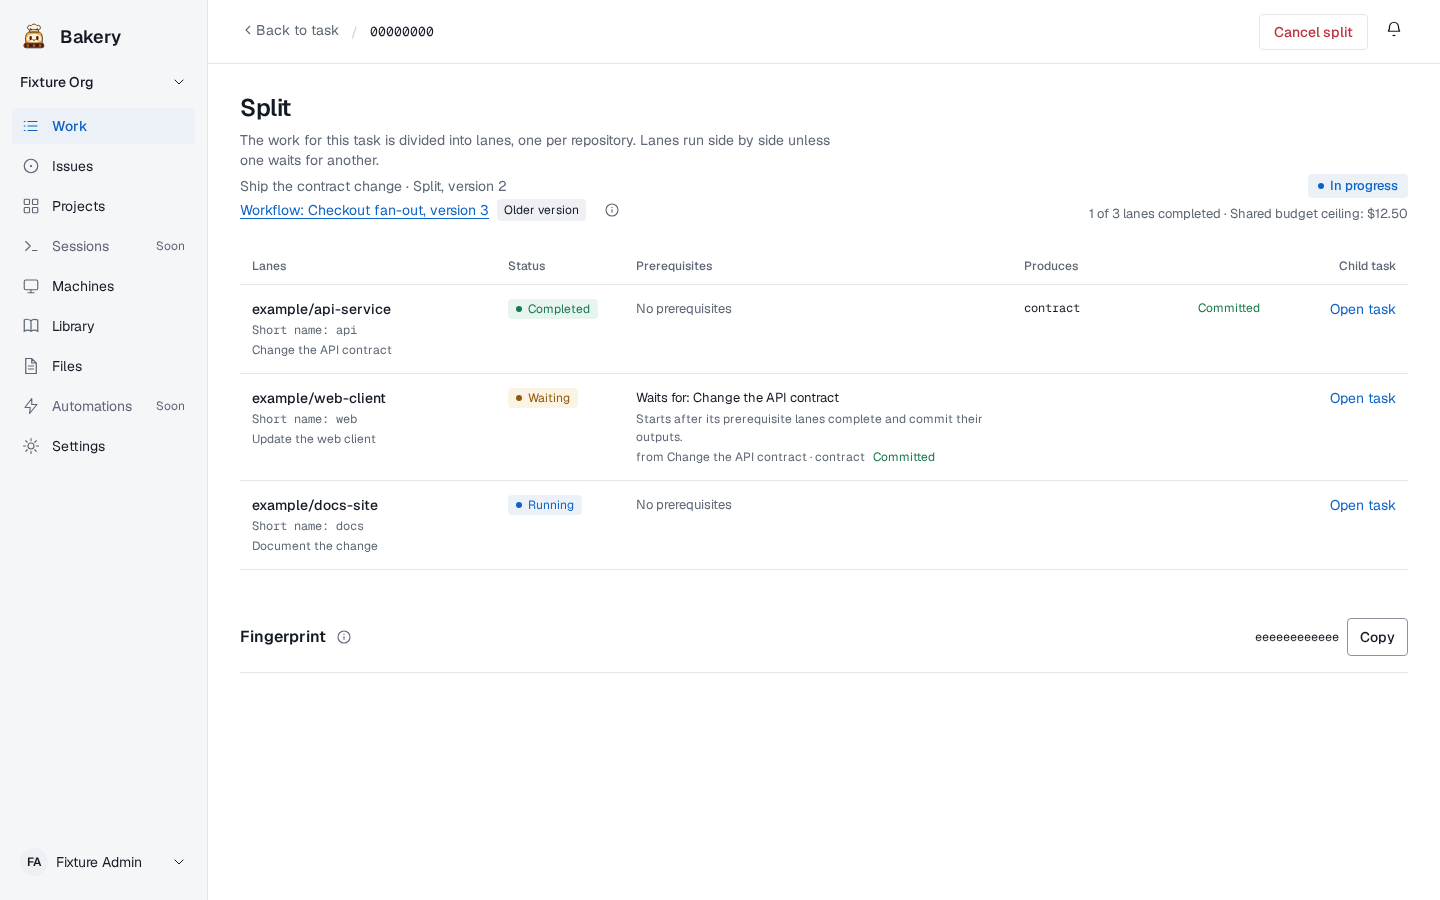 Bakery
Fixture Org
Work
Issues
Projects
Sessions Soon
Machines
Library
Files
Automations Soon
Settings
FA Fixture Admin
Back to task / 00000000
Cancel split
Split
The work for this task is divided into lanes, one per repository. Lanes run side by side unless
one waits for another.
Ship the contract change · Split, version 2
In progress
Workflow: Checkout fan-out, version 3 Older version
1 of 3 lanes completed · Shared budget ceiling: $12.50
Lanes Status Prerequisites Produces Child task
example/api-service Completed No prerequisites contract Committed Open task
Short name: api
Change the API contract
example/web-client Waiting Waits for: Change the API contract Open task
Short name: web Starts after its prerequisite lanes complete and commit their
Update the web client outputs.
from Change the API contract · contract Committed
example/docs-site Running No prerequisites Open task
Short name: docs
Document the change
Fingerprint eeeeeeeeeeee Copy